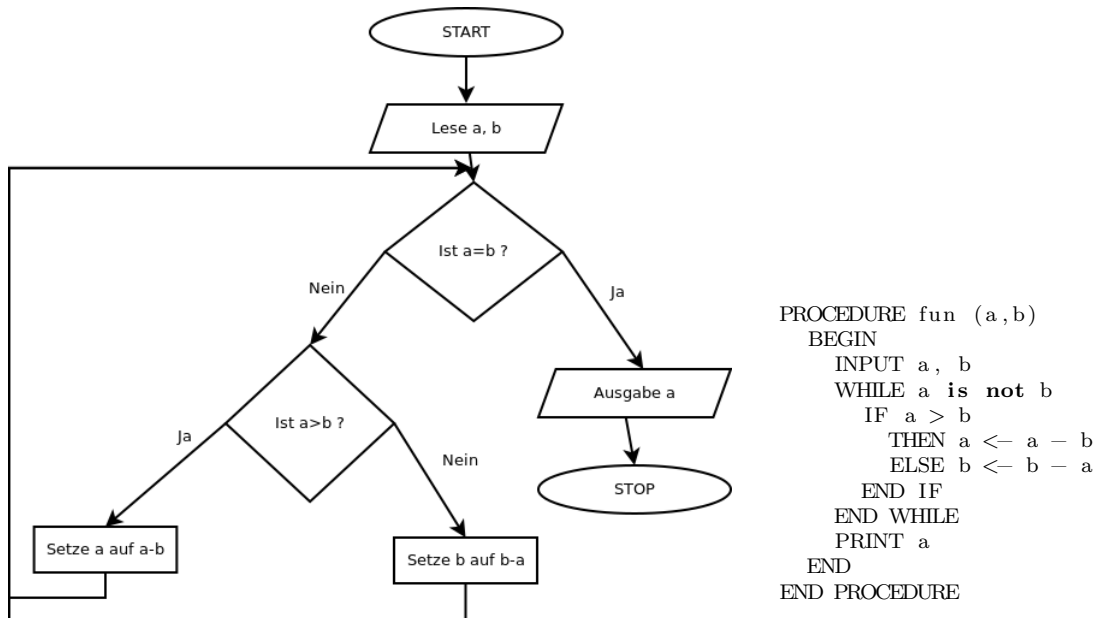 START
Lese a, b
Ist a=b ?
Nein
Ja
Ist a>b ?
Ausgabe a
Ja
Nein
STOP
Setze a auf a-b
Setze b auf b-a
PROCEDURE fun (a,b)
BEGIN
INPUT a, b
WHILE a is not b
IF a > b
THEN a <- a - b
ELSE b <- b - a
END IF
END WHILE
PRINT a
END
END PROCEDURE